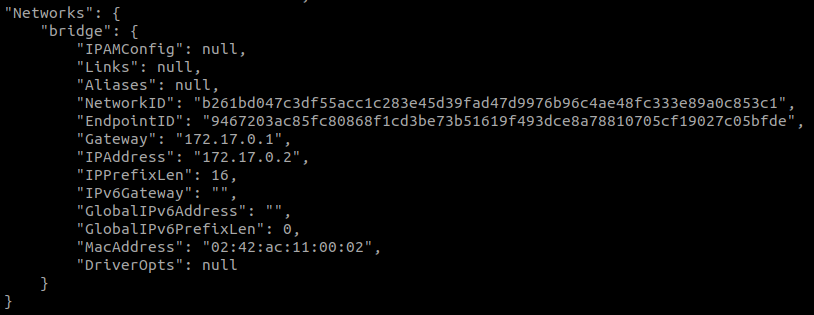 "Networks": {
    "bridge": {
        "IPAMConfig": null,
        "Links": null,
        "Aliases": null,
        "NetworkID": "b261bd047c3df55acc1c283e45d39fad47d9976b96c4ae48fc333e89a0c853c1",
        "EndpointID": "9467203ac85fc80868f1cd3be73b51619f493dce8a78810705cf19027c05bfde",
        "Gateway": "172.17.0.1",
        "IPAddress": "172.17.0.2",
        "IPPrefixLen": 16,
        "IPv6Gateway": "",
        "GlobalIPv6Address": "",
        "GlobalIPv6PrefixLen": 0,
        "MacAddress": "02:42:ac:11:00:02",
        "DriverOpts": null
    }
}